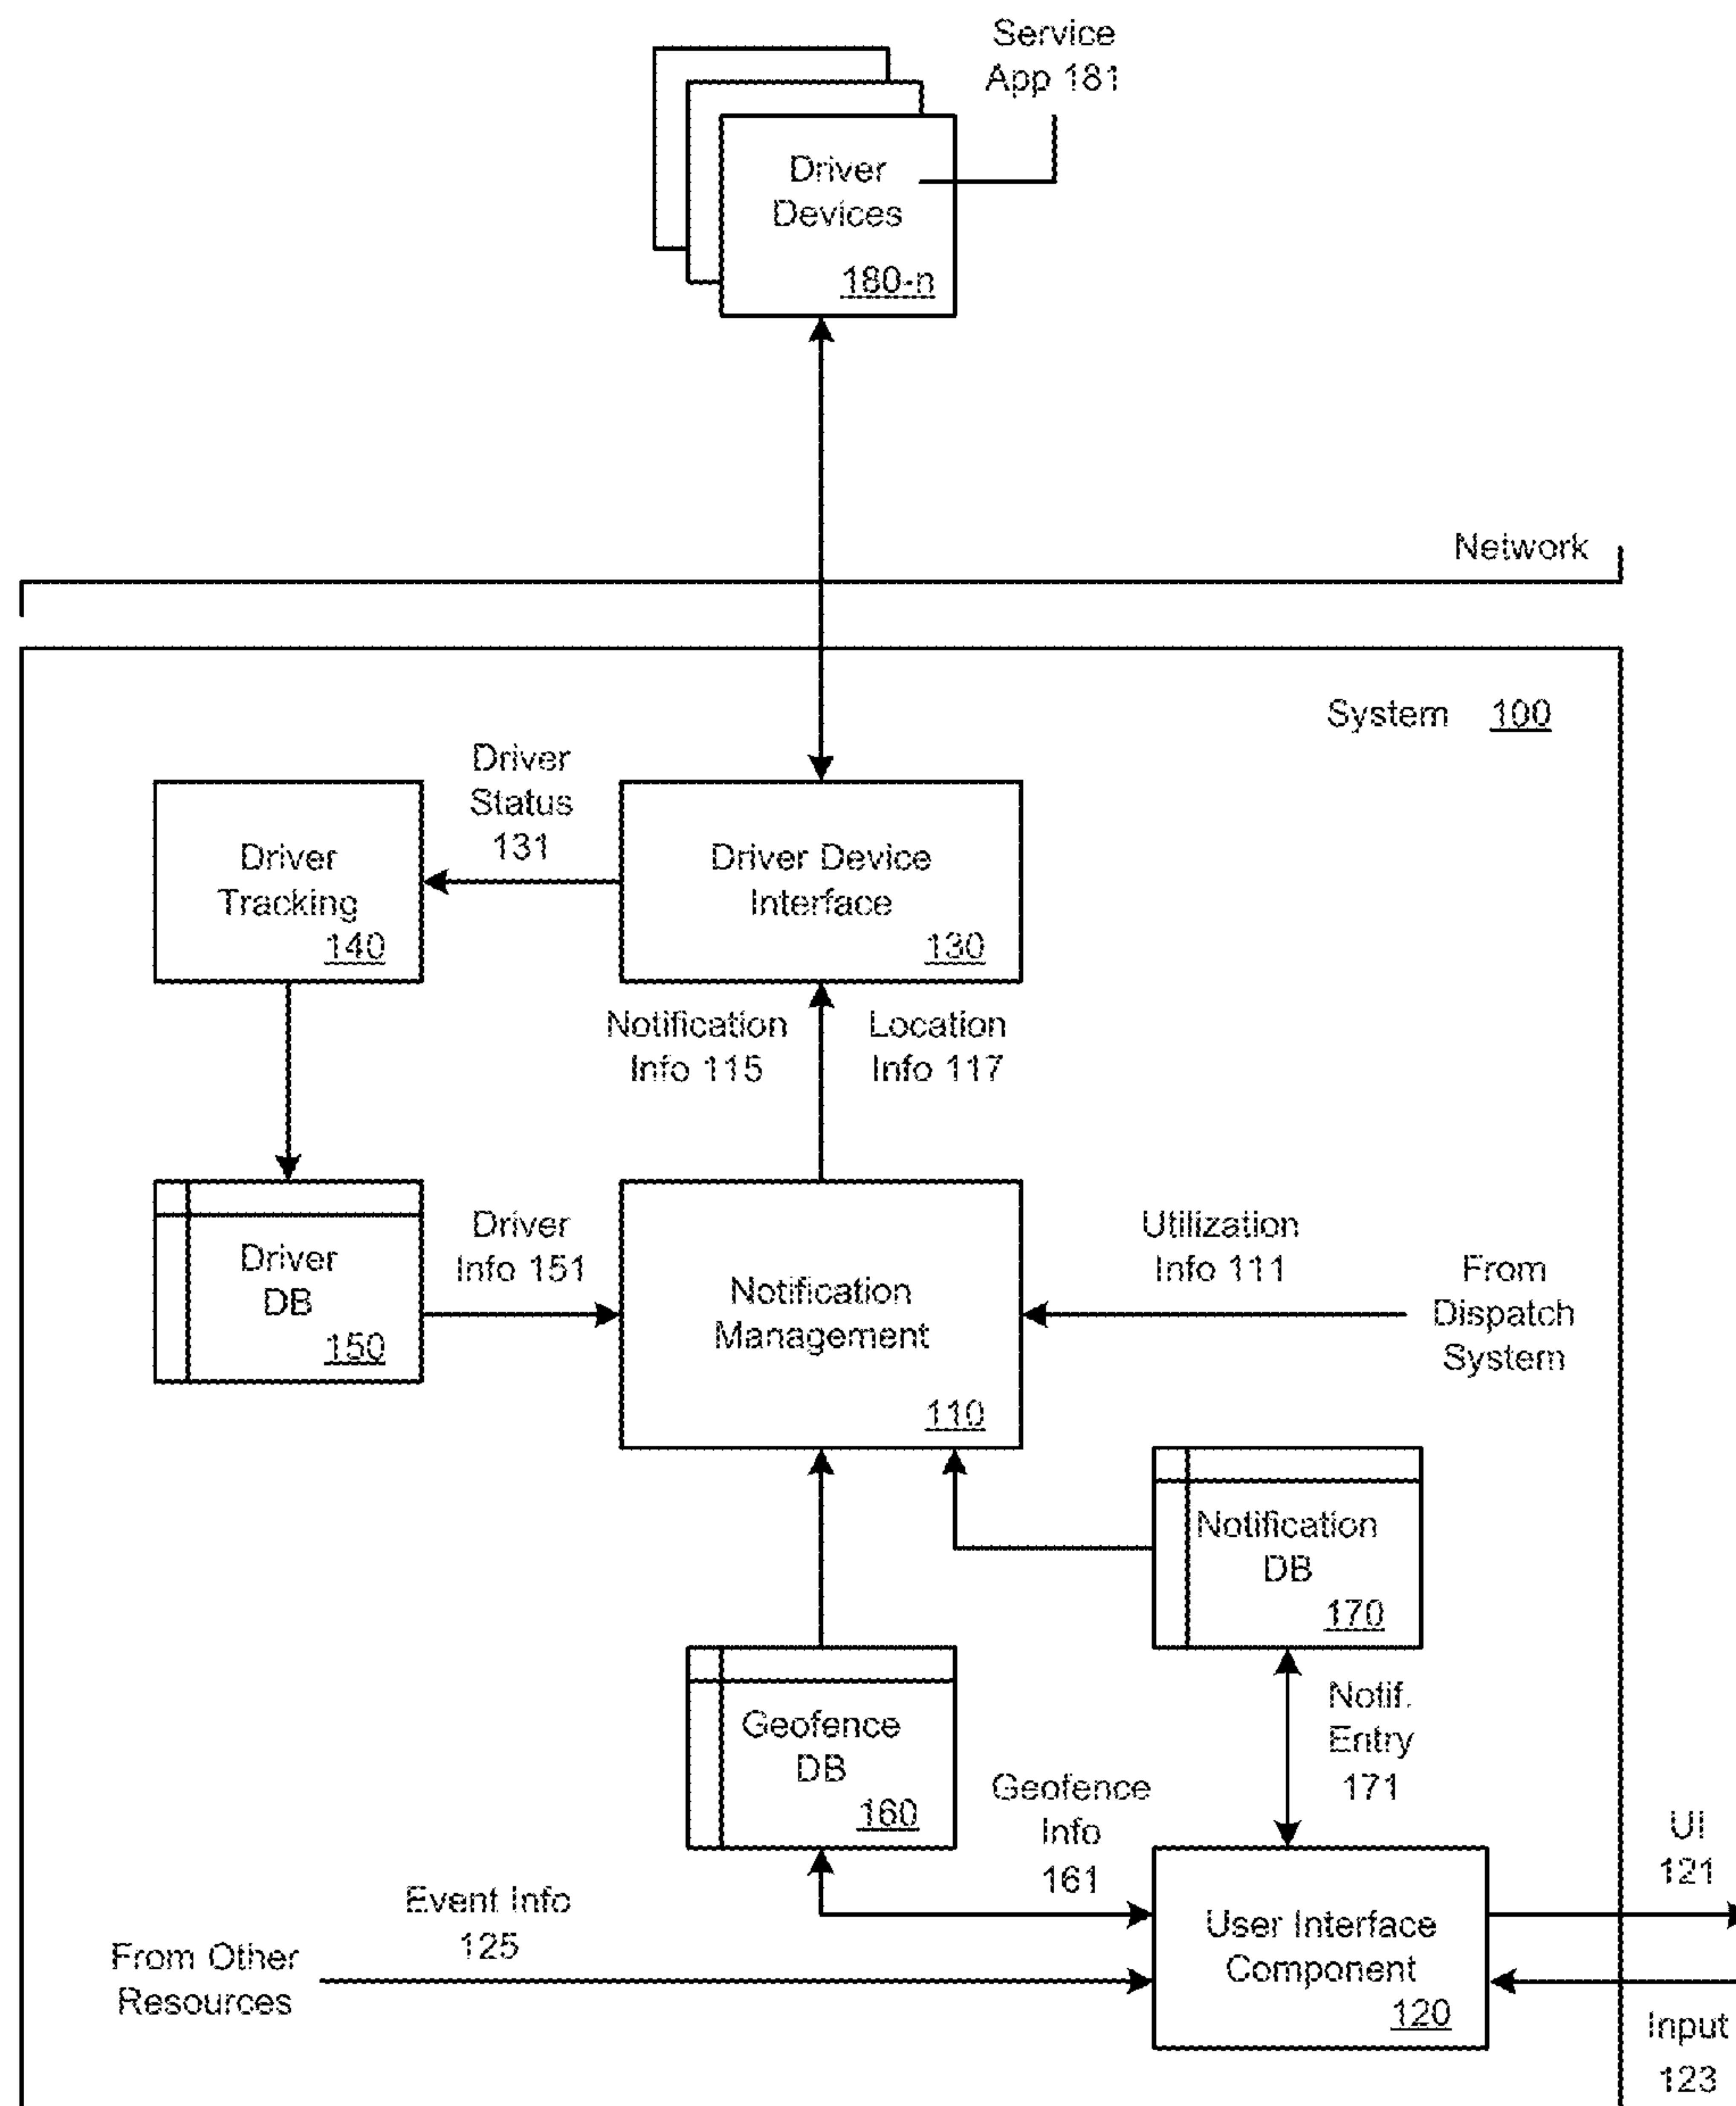 Service
App 181
Driver
Devices
180-n
Network
System 100
Driver
Status
131
Driver
Tracking
140
Driver Device
Interface
130
Notification
Info 115
Location
Info 117
Driver
DB
150
Driver
Info 151
Notification
Management
110
Utilization
Info 111
From
Dispatch
System
Notification
DB
170
Geofence
DB
160
Notif.
Entry
171
Geofence
Info
161
UI
121
Event Info
125
From Other
Resources
User Interface
Component
120
Input
123